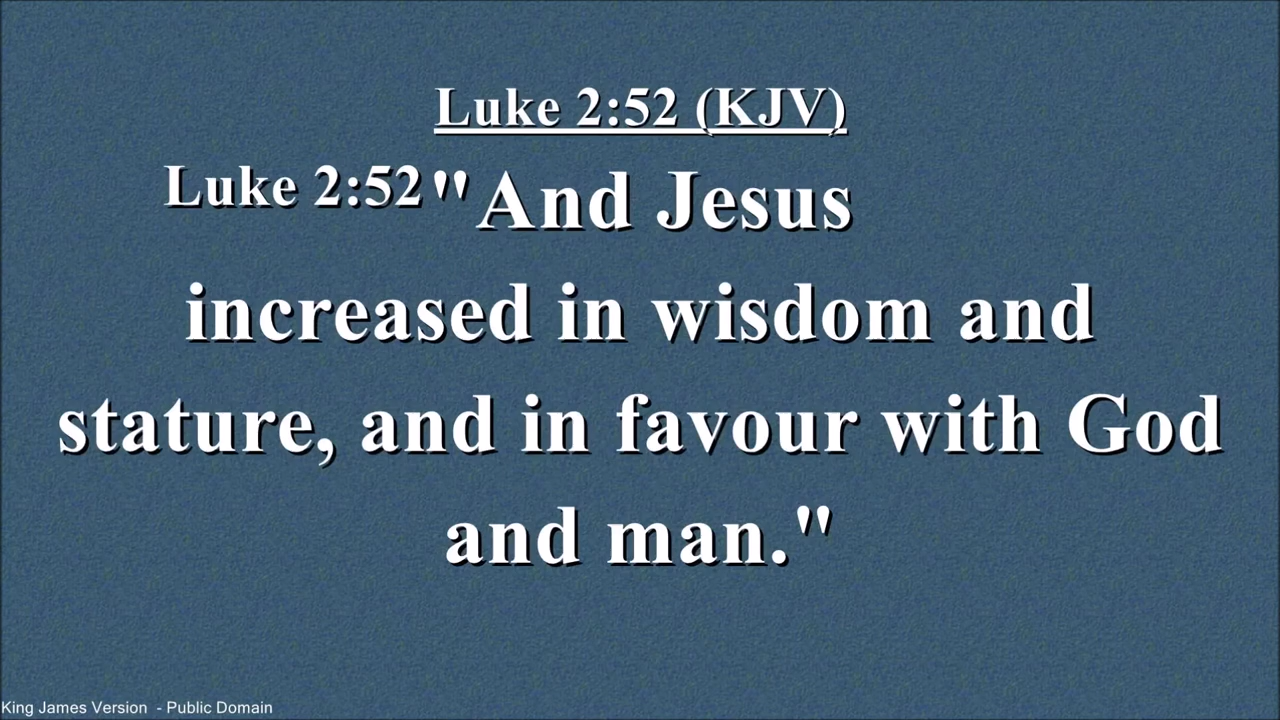 Luke 2:52 (KJV)
Luke 2:52 "And Jesus
increased in wisdom and
stature, and in favour with God
and man."
King James Version - Public Domain